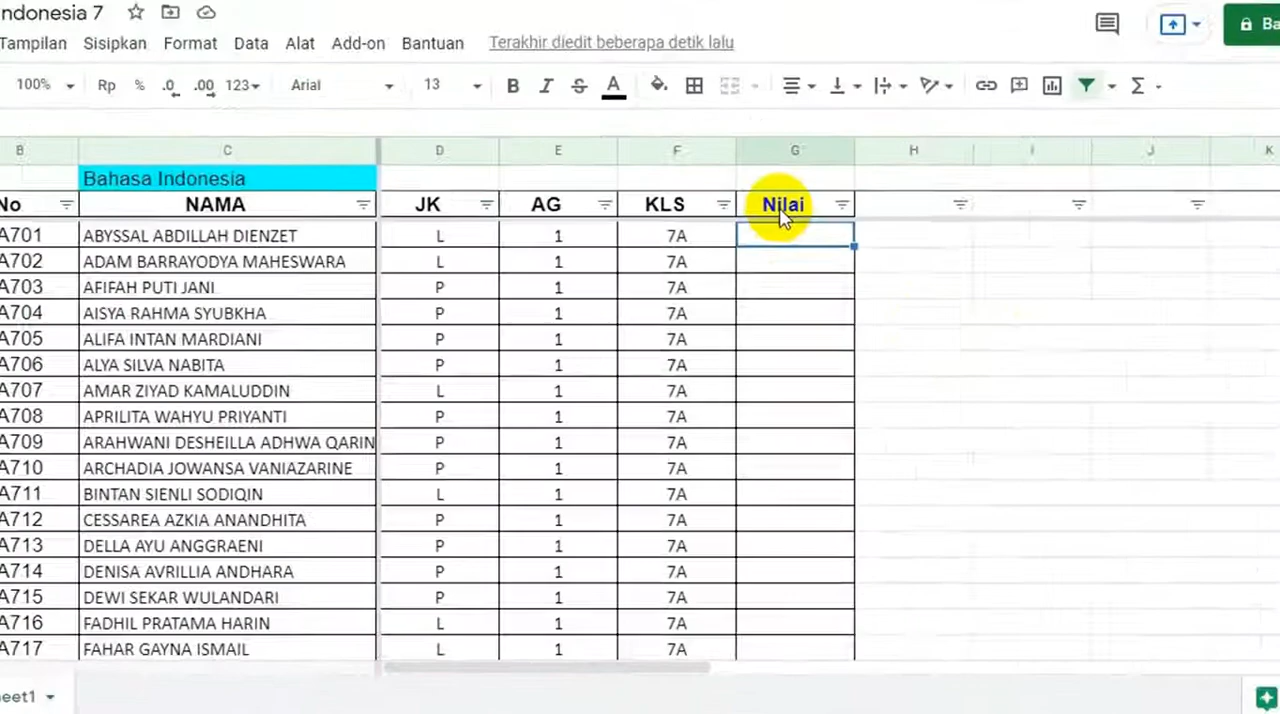 ndonesia 7
Tampilan Sisipkan Format Data Alat Add-on Bantuan Terakhir diedit beberapa detik lalu
Ba
100% Rp % .0 .00 123 Arial 13 B I S A Σ
B C D E F G H I J K
Bahasa Indonesia
No NAMA JK AG KLS Nilai
A701 ABYSSAL ABDILLAH DIENZET L 1 7A
A702 ADAM BARRAYODYA MAHESWARA L 1 7A
A703 AFIFAH PUTI JANI P 1 7A
A704 AISYA RAHMA SYUBKHA P 1 7A
A705 ALIFA INTAN MARDIANI P 1 7A
A706 ALYA SILVA NABITA P 1 7A
A707 AMAR ZIYAD KAMALUDDIN L 1 7A
A708 APRILITA WAHYU PRIYANTI P 1 7A
A709 ARAHWANI DESHEILLA ADHWA QARIN P 1 7A
A710 ARCHADIA JOWANSA VANIAZARINE P 1 7A
A711 BINTAN SIENLI SODIQIN L 1 7A
A712 CESSAREA AZKIA ANANDHITA P 1 7A
A713 DELLA AYU ANGGRAENI P 1 7A
A714 DENISA AVRILLIA ANDHARA P 1 7A
A715 DEWI SEKAR WULANDARI P 1 7A
A716 FADHIL PRATAMA HARIN L 1 7A
A717 FAHAR GAYNA ISMAIL L 1 7A
eet1